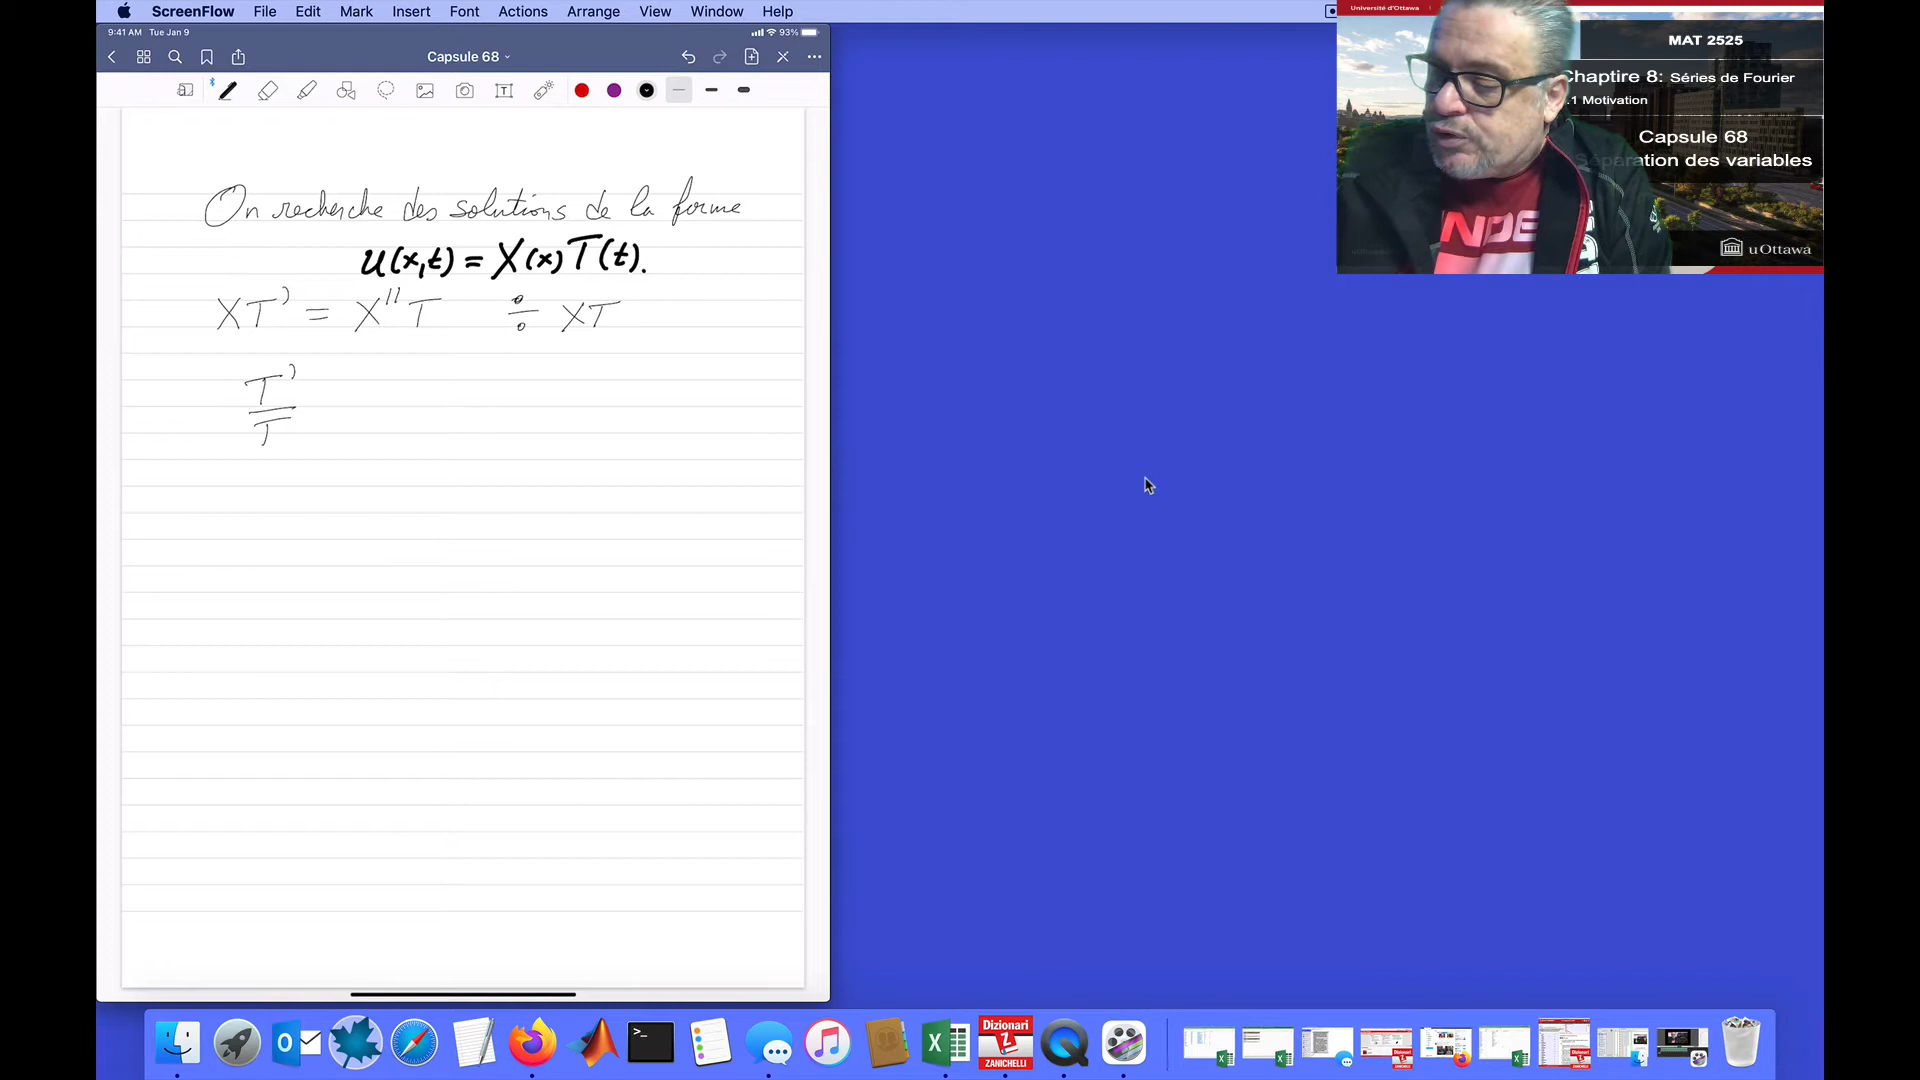 ScreenFlow File Edit Mark Insert Font Actions Arrange View Window Help
9:41 AM Tue Jan 9 93%
Capsule 68
T
On recherche des solutions de la forme
u(x,t) = X(x)T(t).
XT' = X''T ÷ XT
T'
T
Université d'Ottawa
MAT 2525
Chaptire 8: Séries de Fourier
.1 Motivation
Capsule 68
Séparation des variables
uOttawa
>_
Dizionari
Z
ZANICHELLI